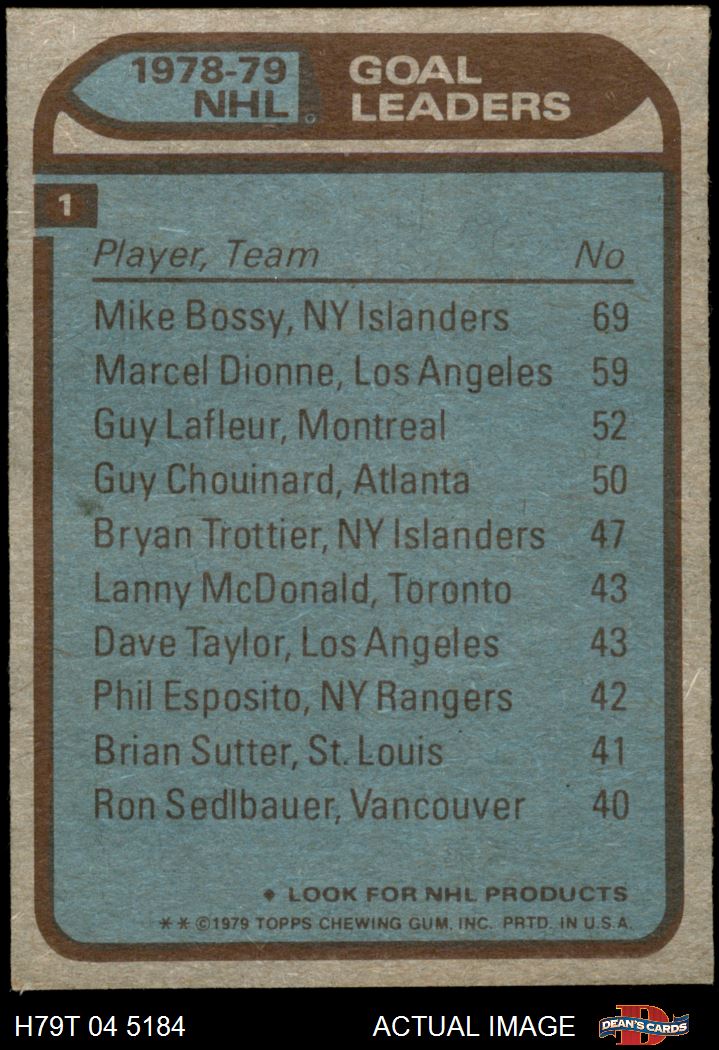 1978-79 NHL
GOAL LEADERS
1
Player, Team No
Mike Bossy, NY Islanders 69
Marcel Dionne, Los Angeles 59
Guy Lafleur, Montreal 52
Guy Chouinard, Atlanta 50
Bryan Trottier, NY Islanders 47
Lanny McDonald, Toronto 43
Dave Taylor, Los Angeles 43
Phil Esposito, NY Rangers 42
Brian Sutter, St. Louis 41
Ron Sedlbauer, Vancouver 40
♦ LOOK FOR NHL PRODUCTS
** ©1979 TOPPS CHEWING GUM, INC. PRTD. IN U.S.A.
H79T 04 5184 ACTUAL IMAGE D DEAN'S CARDS